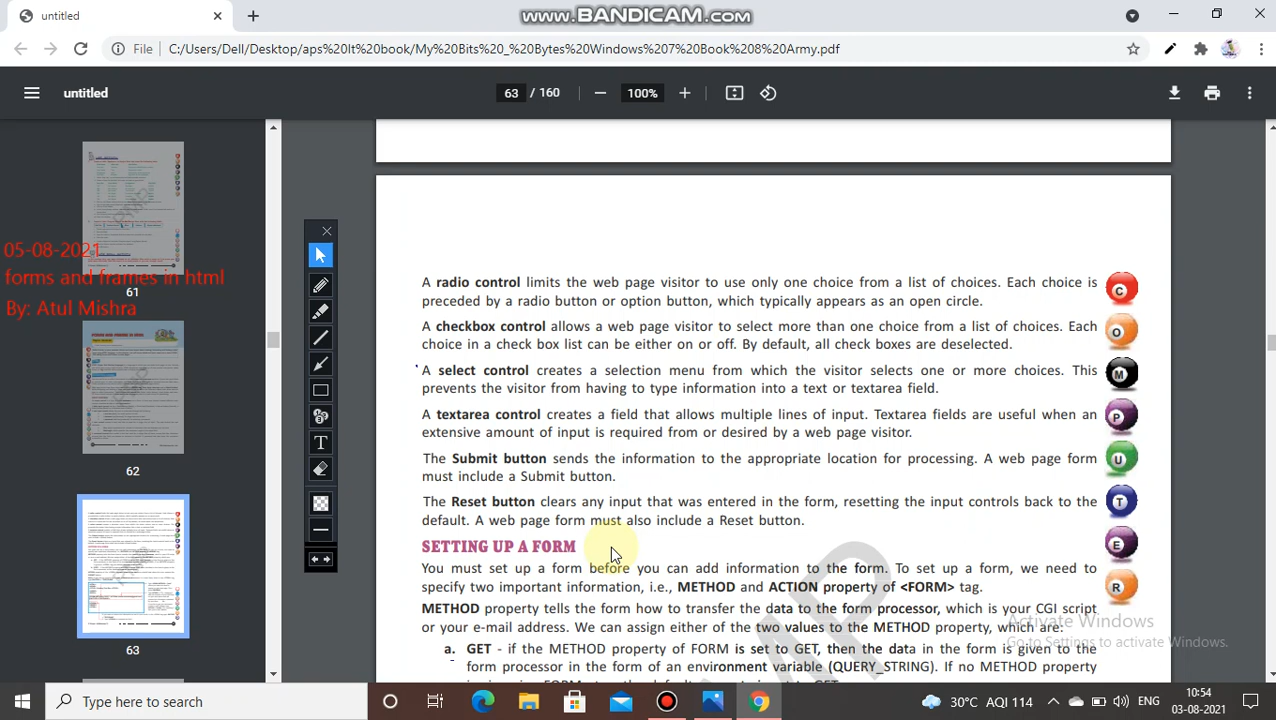 untitled
www.BANDICAM.com
File
C:/Users/Dell/Desktop/aps%20It%20book/My%20Bits%20_%20Bytes%20Windows%207%20Book%208%20Army.pdf
untitled
63 / 160
100%
05-08-2021
forms and frames in html
61
By: Atul Mishra
62
63
A radio control limits the web page visitor to use only one choice from a list of choices. Each choice is
preceded by a radio button or option button, which typically appears as an open circle.
A checkbox control allows a web page visitor to select more than one choice from a list of choices. Each
choice in a check box list can be either on or off. By default, all check boxes are deselected.
A select control creates a selection menu from which the visitor selects one or more choices. This
prevents the visitor from having to type information into a text or textarea field.
A textarea control creates a field that allows multiple lines of input. Textarea fields are useful when an
extensive amount of input is required from or desired by a web page visitor.
The Submit button sends the information to the appropriate location for processing. A web page form
must include a Submit button.
The Reset button clears any input that was entered in the form, resetting the input controls back to the
defaults. A web page form must also include a Reset button.
SETTING UP A
You must set up a form before you can add information to the form. To set up a form, we need to
specify two important information, i.e., METHOD and ACTION property of <FORM> tag.
METHOD property tells the form how to transfer the data to the form processor, which is your CGI script
or your e-mail address. We can assign either of the two values to the METHOD property, which are:
a. GET - If the METHOD property of FORM is set to GET, then the data in the form is given to the
form processor in the form of an environment variable (QUERY_STRING). If no METHOD property
C
O
M
P
U
T
E
R
Activate Windows
Go to Settings to activate Windows.
Type here to search
30°C AQI 114
ENG
10:54
03-08-2021